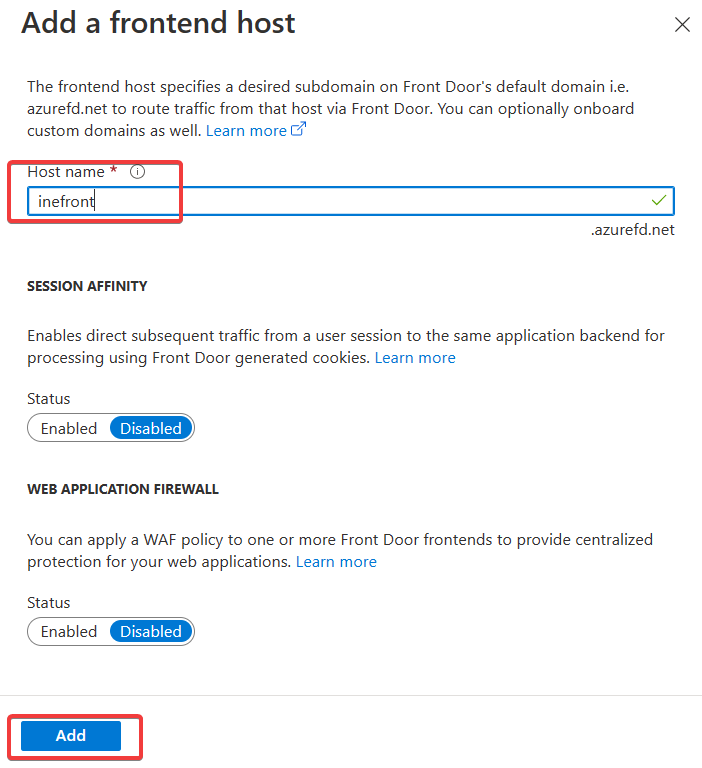 Add a frontend host
The frontend host specifies a desired subdomain on Front Door's default domain i.e.
azurefd.net to route traffic from that host via Front Door. You can optionally onboard
custom domains as well. Learn more
Host name *
inefront
.azurefd.net
SESSION AFFINITY
Enables direct subsequent traffic from a user session to the same application backend for
processing using Front Door generated cookies. Learn more
Status
Enabled Disabled
WEB APPLICATION FIREWALL
You can apply a WAF policy to one or more Front Door frontends to provide centralized
protection for your web applications. Learn more
Status
Enabled Disabled
Add